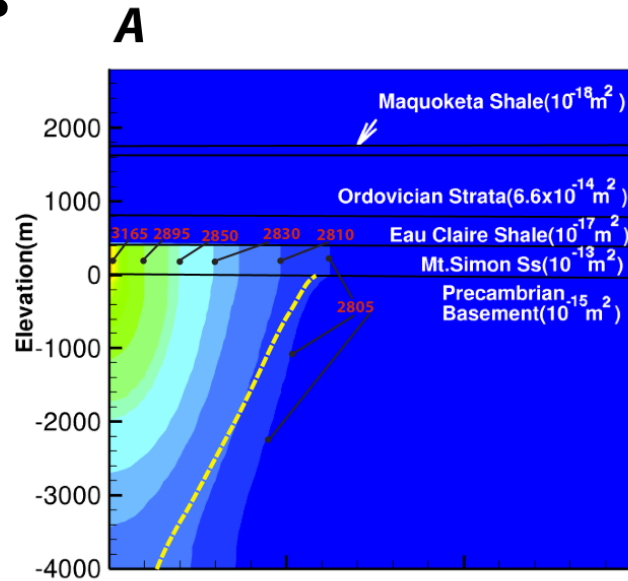 A
Maquoketa Shale(10⁻¹⁸m²)
2000
Ordovician Strata(6.6x10⁻¹⁴m²)
1000
Eau Claire Shale(10⁻¹⁷m²)
3165 2895 2850 2830 2810
Mt.Simon Ss(10⁻¹³m²)
0
Precambrian
Basement(10⁻¹⁵m²)
2805
Elevation(m)
-1000
-2000
-3000
-4000